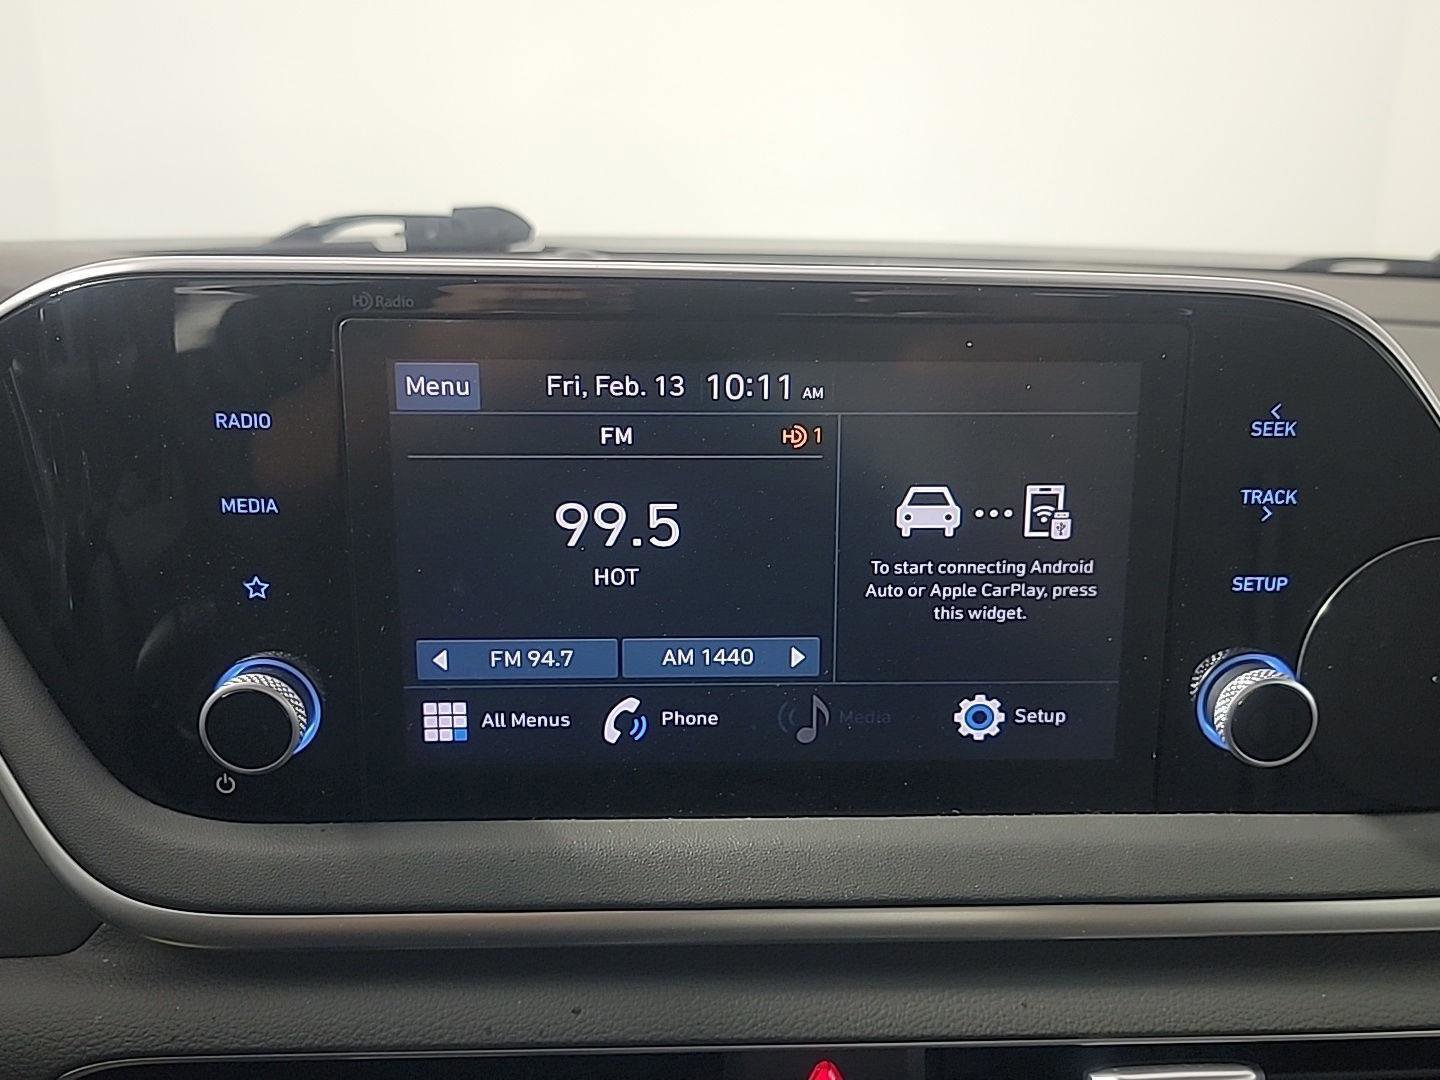 HD Radio
Menu
Fri, Feb. 13 10:11 AM
RADIO
MEDIA
FM
HD 1
99.5
HOT
FM 94.7
AM 1440
To start connecting Android
Auto or Apple CarPlay, press
this widget.
All Menus
Phone
Media
Setup
< SEEK
TRACK >
SETUP